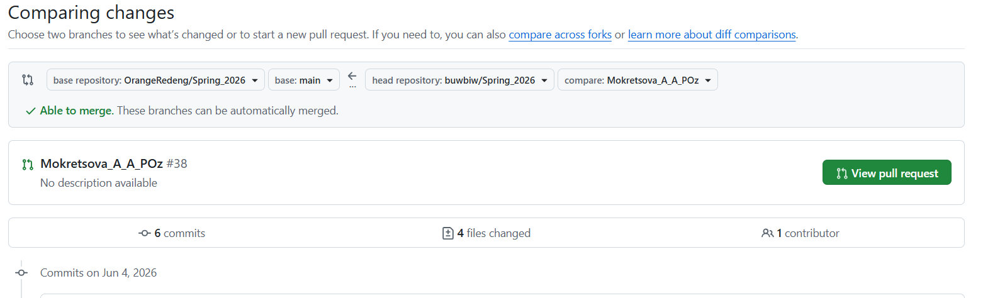 Comparing changes
Choose two branches to see what's changed or to start a new pull request. If you need to, you can also compare across forks or learn more about diff comparisons.
base repository: OrangeRedeng/Spring_2026 base: main ... head repository: buwbiw/Spring_2026 compare: Mokretsova_A_A_POz
Able to merge. These branches can be automatically merged.
Mokretsova_A_A_POz #38
No description available
View pull request
6 commits 4 files changed 1 contributor
Commits on Jun 4, 2026